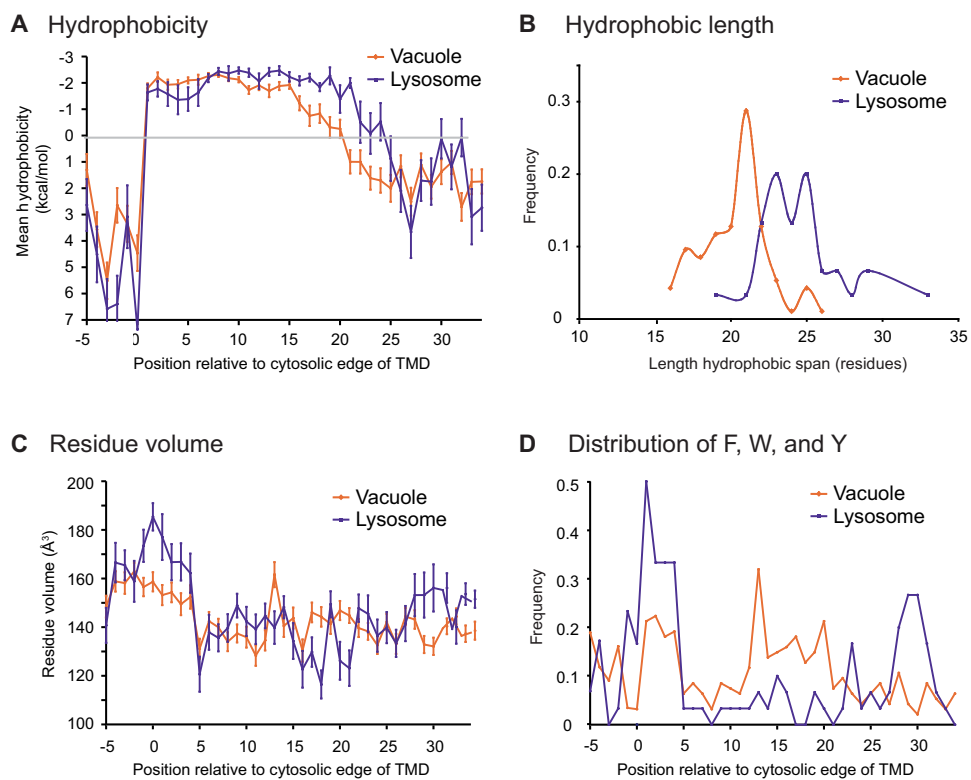 A Hydrophobicity
-3
-2
-1
0
1
2
3
4
5
6
7
Mean hydrophobicity
(kcal/mol)
Vacuole
Lysosome
-5 0 5 10 15 20 25 30
Position relative to cytosolic edge of TMD
B Hydrophobic length
0.3
0.2
0.1
0
Frequency
Vacuole
Lysosome
10 15 20 25 30 35
Length hydrophobic span (residues)
C Residue volume
200
180
160
140
120
100
Residue volume (Å³)
Vacuole
Lysosome
-5 0 5 10 15 20 25 30
Position relative to cytosolic edge of TMD
D Distribution of F, W, and Y
0.5
0.4
0.3
0.2
0.1
0
Frequency
Vacuole
Lysosome
-5 0 5 10 15 20 25 30
Position relative to cytosolic edge of TMD